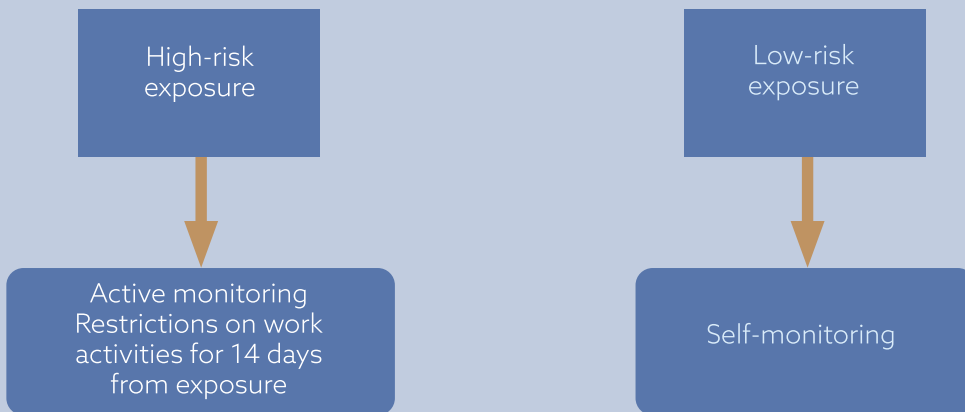 High-risk
exposure
Low-risk
exposure
Active monitoring
Restrictions on work
activities for 14 days
from exposure
Self-monitoring